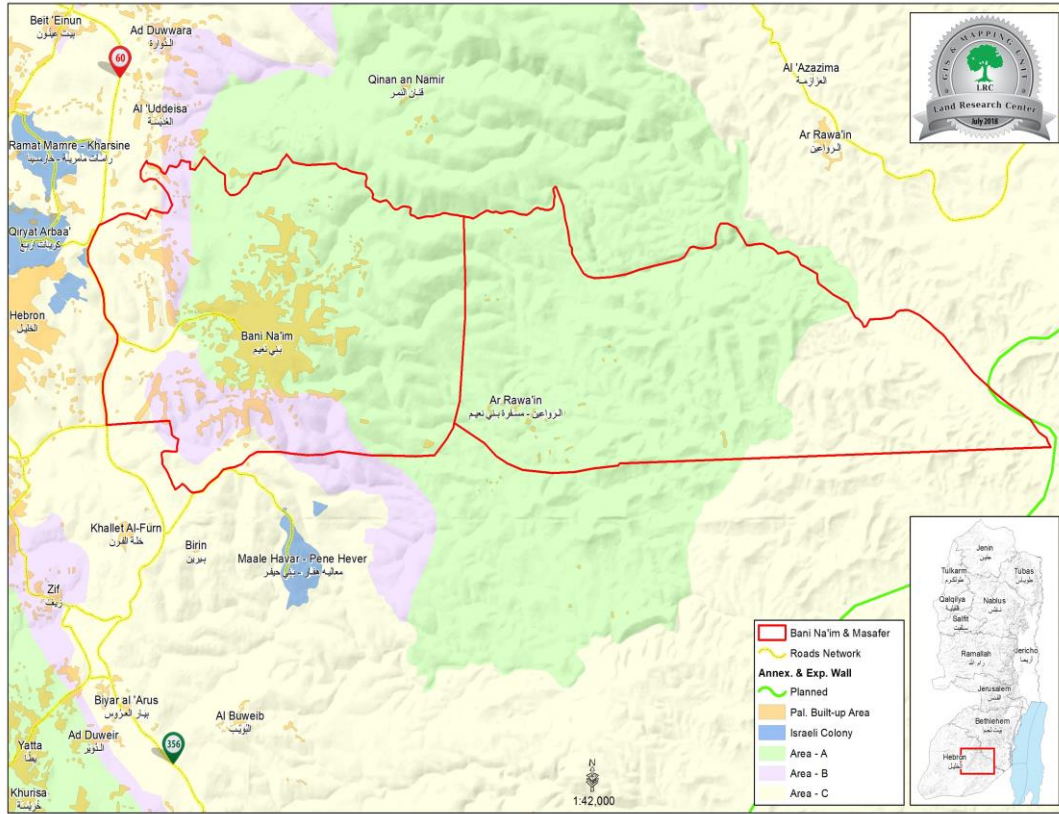 Beit 'Einun
بيت عينون
Ad Duwwara
الدوارة
60
Al 'Uddeisa
العديسة
Qinan an Namir
قنان النمر
Al 'Azazima
العزازمة
Ar Rawa'in
الرواعين
GIS & MAPPING UNIT
LRC
Land Research Center
July 2018
Ramat Mamre - Kharsine
رامات مامريه - خارسينا
Qiryat Arbaa'
كريات اربع
Hebron
الخليل
Bani Na'im
بني نعيم
Ar Rawa'in
الرواعين - مسفرة بني نعيم
Khallet Al-Furn
خلة الفرن
Birin
بيرين
Maale Havar - Pene Hever
معاليه هفار - بني حيفر
Zif
زيف
Biyar al 'Arus
بيار العروس
Ad Duweir
الدوير
Al Buweib
البويب
Yatta
يطا
Khurisa
خريسة
356
N
1:42,000
Bani Na'im & Masafer
Roads Network
Annex. & Exp. Wall
Planned
Pal. Built-up Area
Israeli Colony
Area - A
Area - B
Area - C
Jenin
جنين
Tulkarm
طولكرم
Tubas
طوباس
Qalqiliya
قلقيلية
Nablus
نابلس
Salfit
سلفيت
Ramallah
رام الله
Jericho
أريحا
Jerusalem
القدس
Bethlehem
Hebron
الخليل